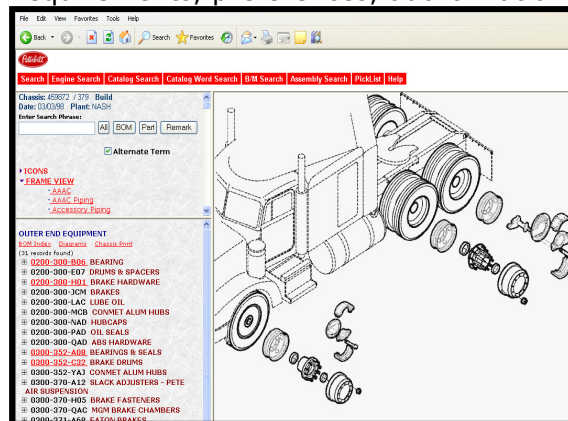 File Edit View Favorites Tools Help
Back Search Favorites
Peterbilt
Search Engine Search Catalog Search Catalog Word Search B/M Search Assembly Search PickList Help
Chassis: 459872 / 379 Build
Date: 03/03/98 Plant: NASH
Enter Search Phrase:
All BOM Part Remark
Alternate Term
ICONS
FRAME VIEW
AAAC
AAAC Piping
Accessory Piping
OUTER END EQUIPMENT
BOM Index Diagrams Chassis Print
(31 records found)
0200-300-B06 BEARING
0200-300-E07 DRUMS & SPACERS
0200-300-H01 BRAKE HARDWARE
0200-300-JCM BRAKES
0200-300-LAC LUBE OIL
0200-300-MCB CONMET ALUM HUBS
0200-300-NAD HUBCAPS
0200-300-PAD OIL SEALS
0200-300-QAD ABS HARDWARE
0300-352-A08 BEARINGS & SEALS
0300-352-C32 BRAKE DRUMS
0300-352-YAJ CONMET ALUM HUBS
0300-370-A12 SLACK ADJUSTERS - PETE
AIR SUSPENSION
0300-370-H05 BRAKE FASTENERS
0300-370-QAC MGM BRAKE CHAMBERS
0300-371-A68 EATON BRAKES